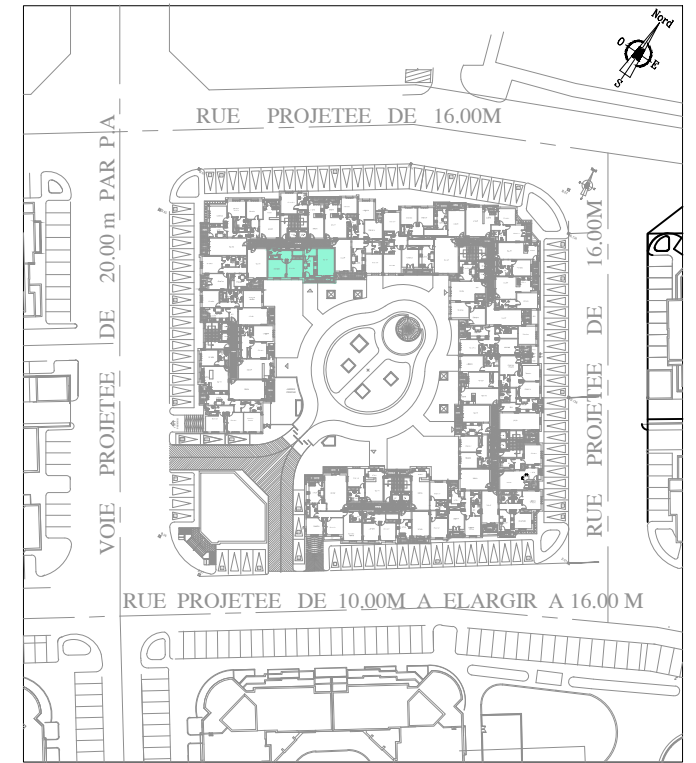 Nord
O
E
S
RUE PROJETEE DE 16.00M
VOIE PROJETEE DE 20.00 m PAR P.A
RUE PROJETEE DE 16.00M
RUE PROJETEE DE 10.00M A ELARGIR A 16.00 M